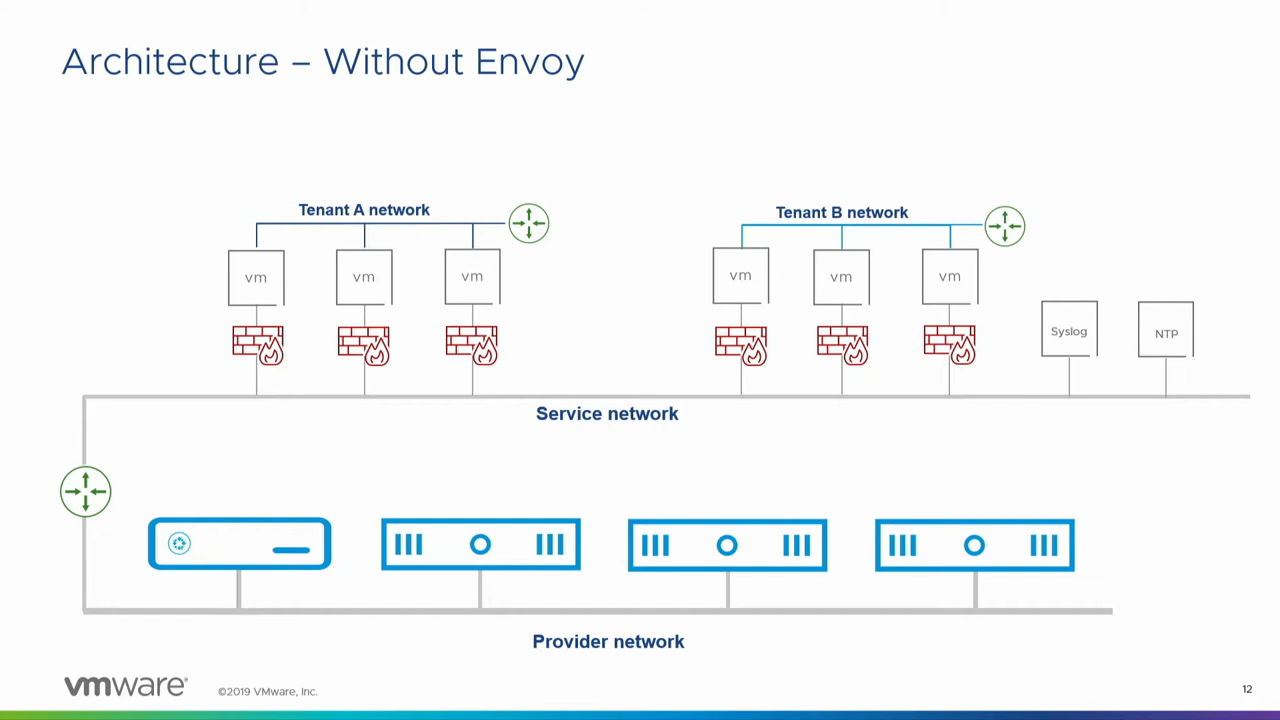 Architecture – Without Envoy
Tenant A network
Tenant B network
vm
vm
vm
vm
vm
vm
Syslog
NTP
Service network
Provider network
vmware®
©2019 VMware, Inc.
12